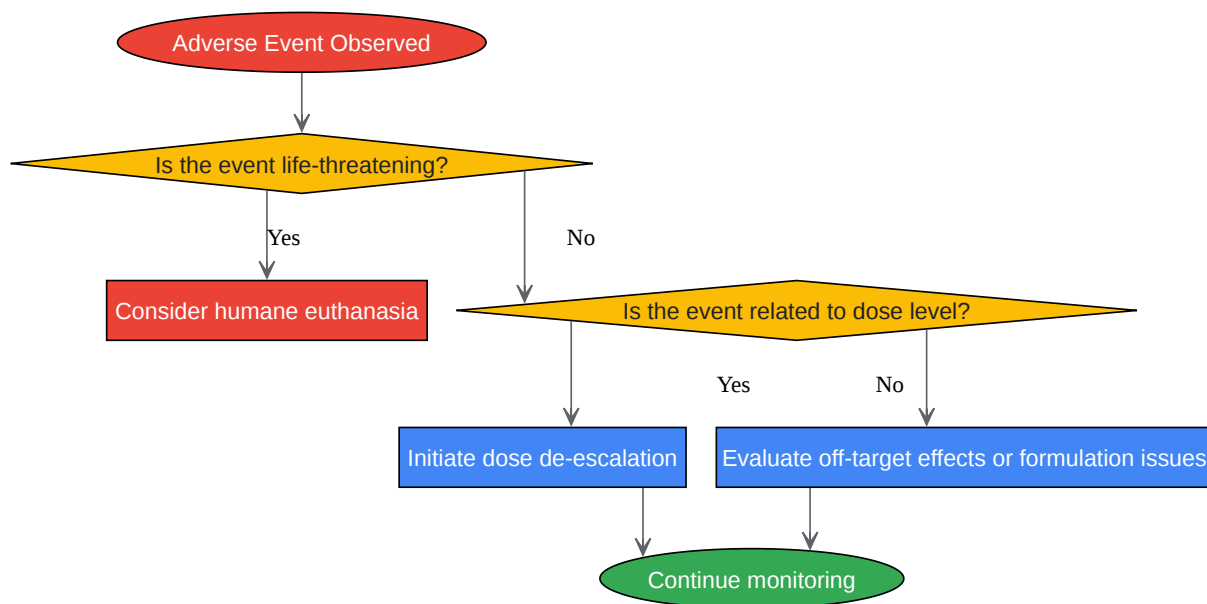 Adverse Event Observed
Is the event life-threatening?
Yes
No
Consider humane euthanasia
Is the event related to dose level?
Yes
No
Initiate dose de-escalation
Evaluate off-target effects or formulation issues
Continue monitoring